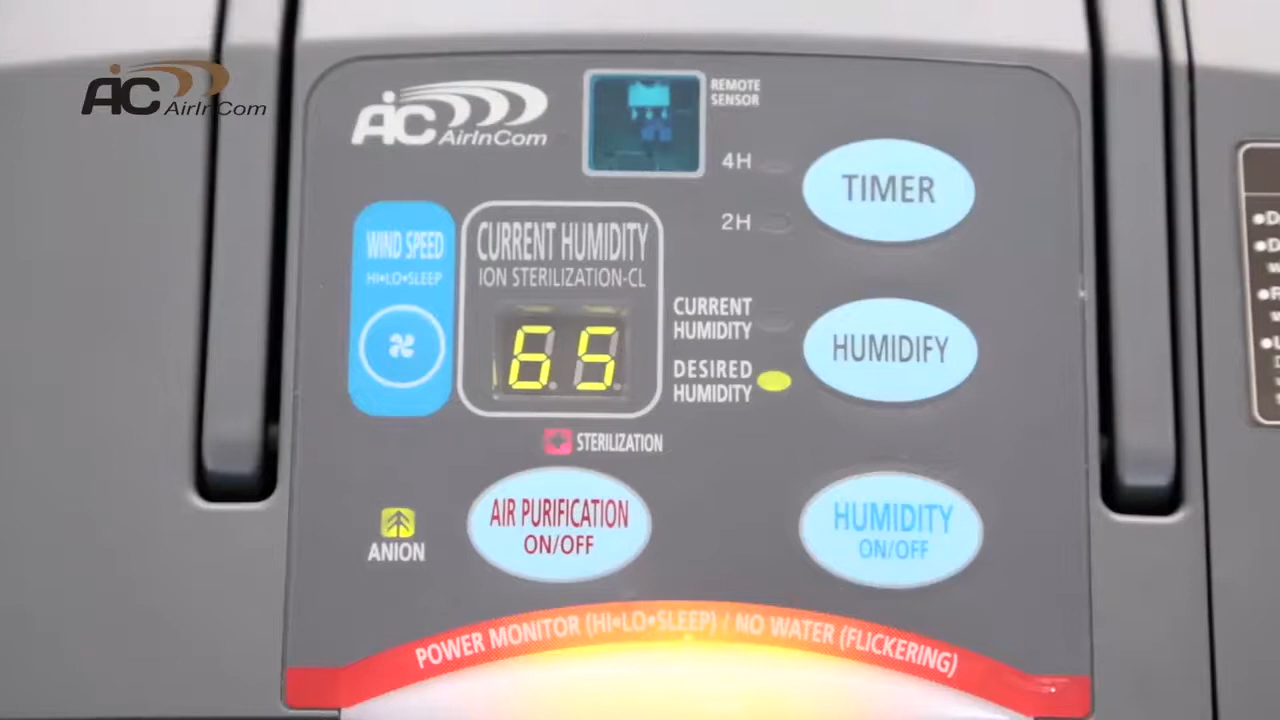 AC AirInCom
AC AirInCom
REMOTE
SENSOR
4H
TIMER
2H
WIND SPEED
HI•LO•SLEEP
CURRENT HUMIDITY
ION STERILIZATION-CL
65
CURRENT
HUMIDITY
DESIRED
HUMIDITY
HUMIDIFY
STERILIZATION
ANION
AIR PURIFICATION
ON/OFF
HUMIDITY
ON/OFF
POWER MONITOR (HI•LO•SLEEP) / NO WATER (FLICKERING)